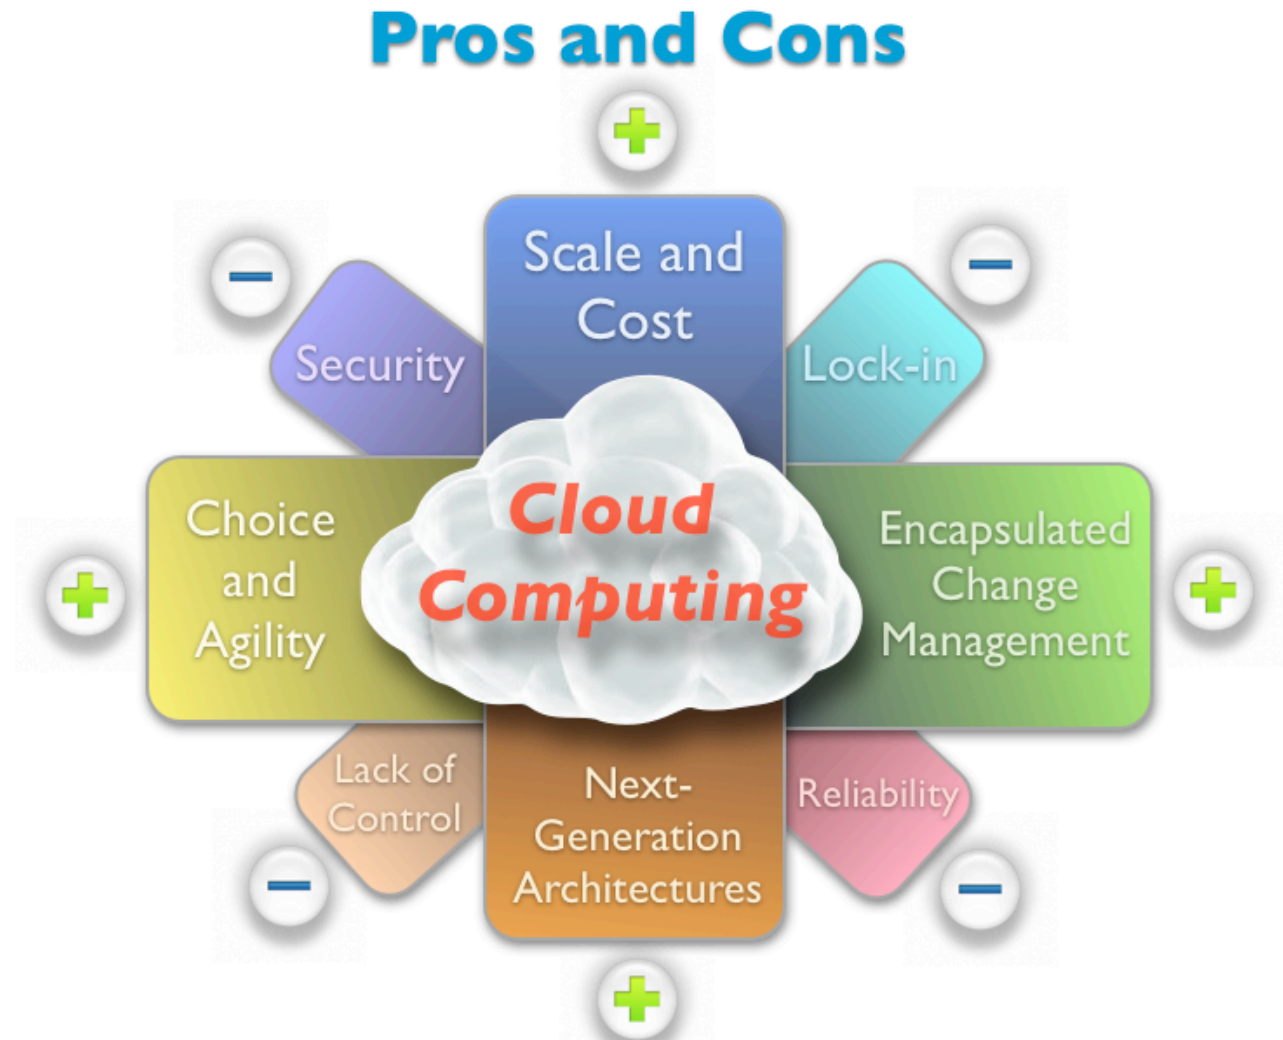 Pros and Cons
Scale and
Cost
Security
Lock-in
Choice
and
Agility
Cloud
Computing
Encapsulated
Change
Management
Lack of
Control
Next-
Generation
Architectures
Reliability